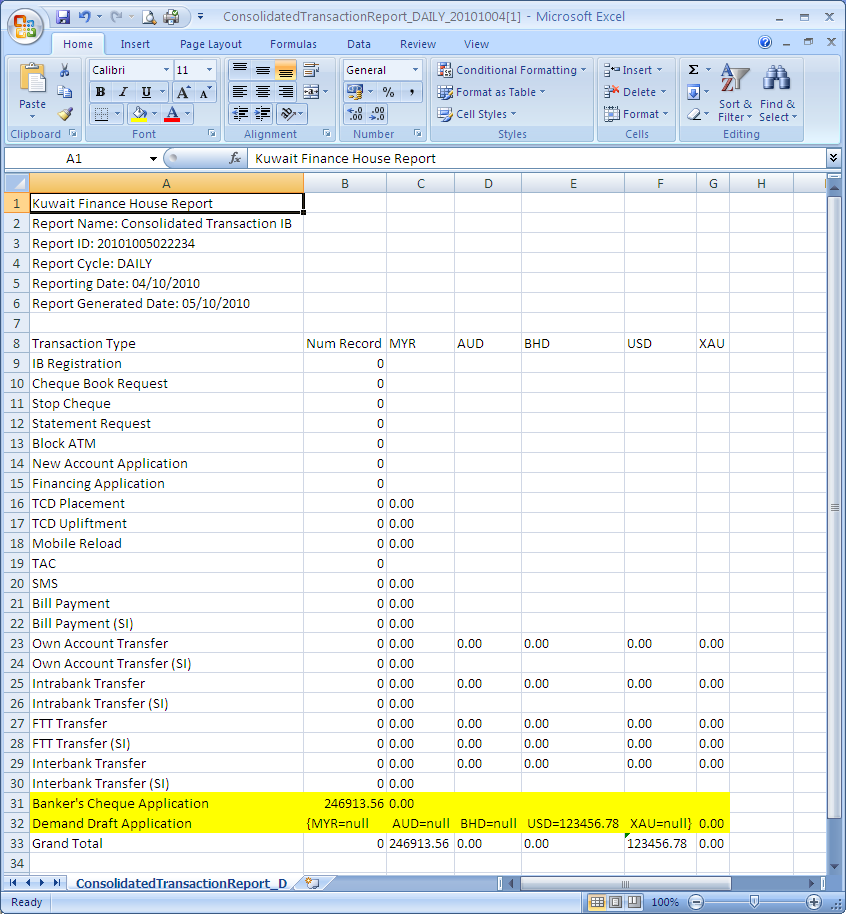 ConsolidatedTransactionReport_DAILY_20101004[1] - Microsoft Excel
Home Insert Page Layout Formulas Data Review View
Calibri 11 General Conditional Formatting Insert Σ
Paste B I U A A $ % , Format as Table Delete Sort & Filter Find & Select
A Cell Styles Format
Clipboard Font Alignment Number Styles Cells Editing
A1 fx Kuwait Finance House Report
A B C D E F G H
1 Kuwait Finance House Report
2 Report Name: Consolidated Transaction IB
3 Report ID: 20101005022234
4 Report Cycle: DAILY
5 Reporting Date: 04/10/2010
6 Report Generated Date: 05/10/2010
7
8 Transaction Type Num Record MYR AUD BHD USD XAU
9 IB Registration 0
10 Cheque Book Request 0
11 Stop Cheque 0
12 Statement Request 0
13 Block ATM 0
14 New Account Application 0
15 Financing Application 0
16 TCD Placement 0 0.00
17 TCD Upliftment 0 0.00
18 Mobile Reload 0 0.00
19 TAC 0
20 SMS 0 0.00
21 Bill Payment 0 0.00
22 Bill Payment (SI) 0 0.00
23 Own Account Transfer 0 0.00 0.00 0.00 0.00 0.00
24 Own Account Transfer (SI) 0 0.00
25 Intrabank Transfer 0 0.00 0.00 0.00 0.00 0.00
26 Intrabank Transfer (SI) 0 0.00
27 FTT Transfer 0 0.00 0.00 0.00 0.00 0.00
28 FTT Transfer (SI) 0 0.00 0.00 0.00 0.00 0.00
29 Interbank Transfer 0 0.00 0.00 0.00 0.00 0.00
30 Interbank Transfer (SI) 0 0.00
31 Banker's Cheque Application 246913.56 0.00
32 Demand Draft Application {MYR=null AUD=null BHD=null USD=123456.78 XAU=null} 0.00
33 Grand Total 0 246913.56 0.00 0.00 123456.78 0.00
34
ConsolidatedTransactionReport_D
Ready 100%